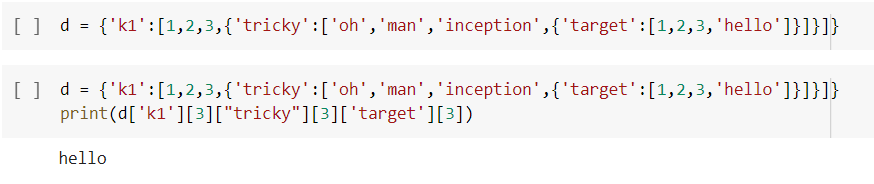 [ ] d = {'k1':[1,2,3,{'tricky':['oh','man','inception',{'target':[1,2,3,'hello']}]}]}
[ ] d = {'k1':[1,2,3,{'tricky':['oh','man','inception',{'target':[1,2,3,'hello']}]}]}
print(d['k1'][3]["tricky"][3]['target'][3])
hello